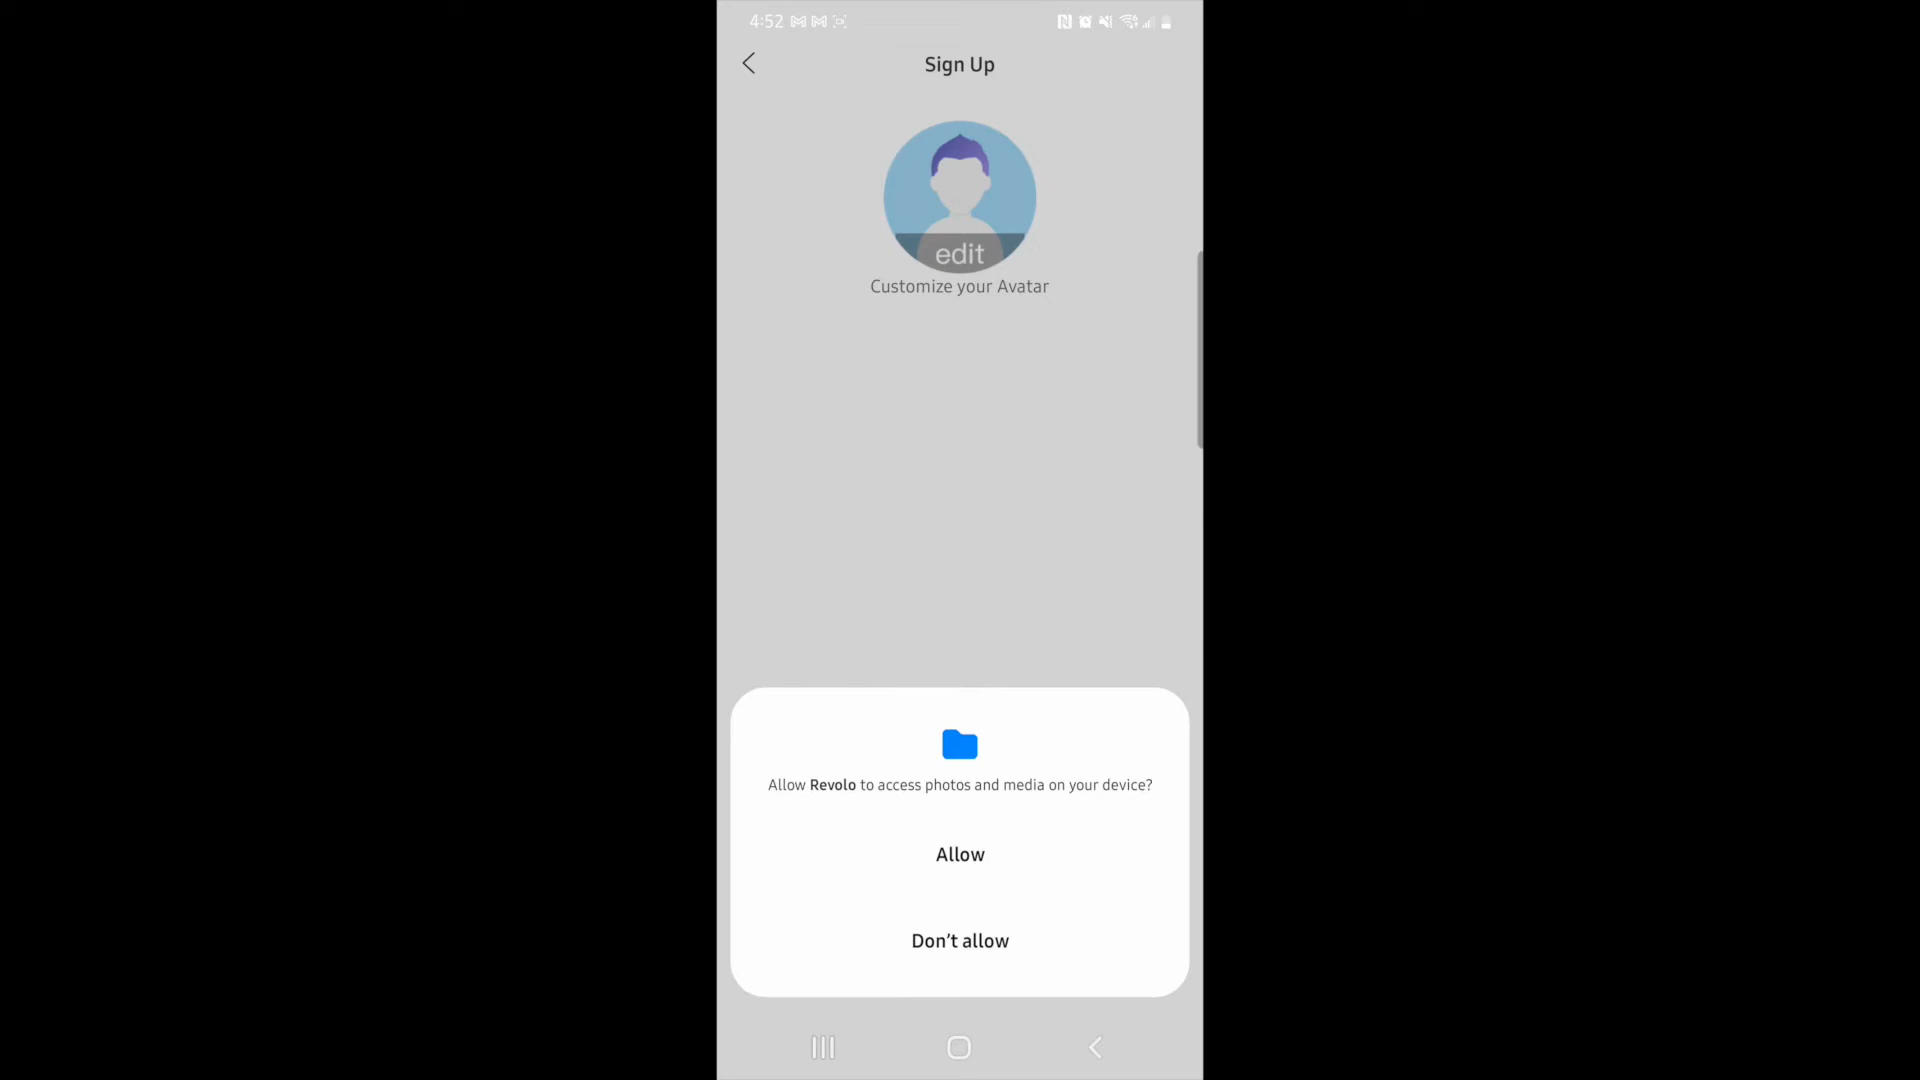 4:52
Sign Up
edit
Customize your Avatar
Allow Revolo to access photos and media on your device?
Allow
Don't allow